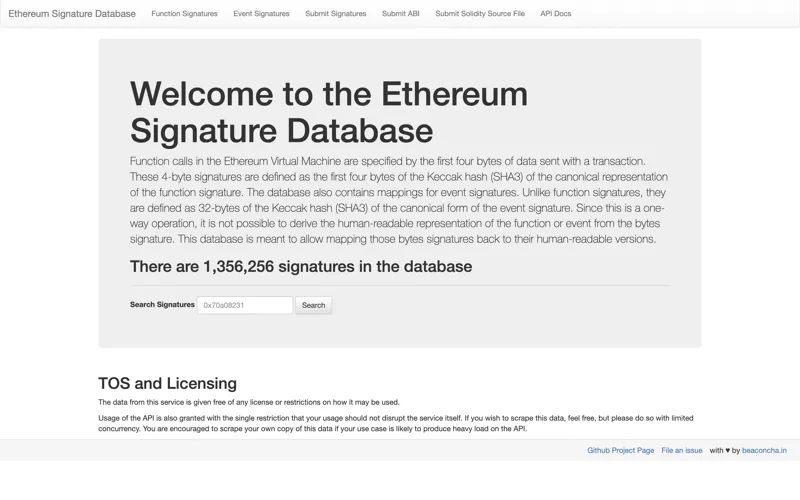 Ethereum Signature Database Function Signatures Event Signatures Submit Signatures Submit ABI Submit Solidity Source File API Docs
Welcome to the Ethereum
Signature Database
Function calls in the Ethereum Virtual Machine are specified by the first four bytes of data sent with a transaction.
These 4-byte signatures are defined as the first four bytes of the Keccak hash (SHA3) of the canonical representation
of the function signature. The database also contains mappings for event signatures. Unlike function signatures, they
are defined as 32-bytes of the Keccak hash (SHA3) of the canonical form of the event signature. Since this is a one-
way operation, it is not possible to derive the human-readable representation of the function or event from the bytes
signature. This database is meant to allow mapping those bytes signatures back to their human-readable versions.
There are 1,356,256 signatures in the database
Search Signatures 0x70a08231 Search
TOS and Licensing
The data from this service is given free of any license or restrictions on how it may be used.
Usage of the API is also granted with the single restriction that your usage should not disrupt the service itself. If you wish to scrape this data, feel free, but please do so with limited
concurrency. You are encouraged to scrape your own copy of this data if your use case is likely to produce heavy load on the API.
Github Project Page File an issue with ♥ by beaconcha.in